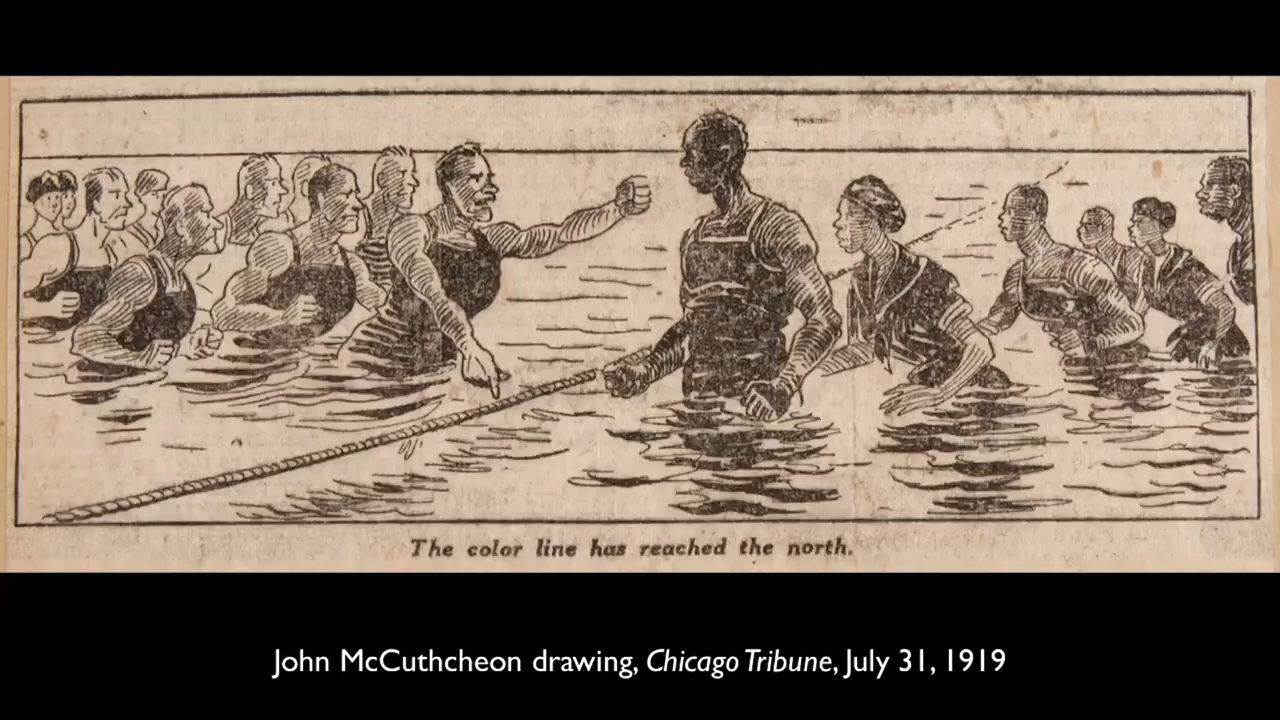 The color line has reached the north.
John McCuthcheon drawing, Chicago Tribune, July 31, 1919